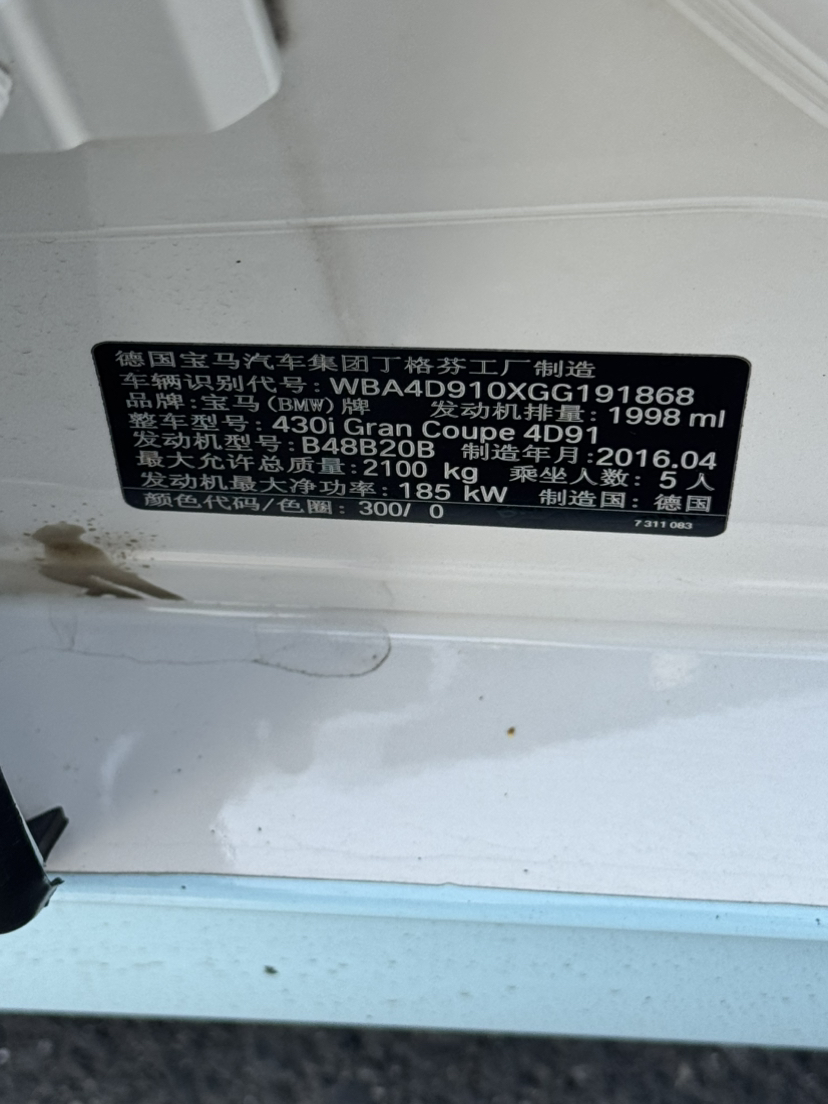 德国宝马汽车集团丁格芬工厂 制造
车辆识别代号: WBA4D910XGG191868
品牌:宝马(BMW)牌 发动机排量: 1998 ml
整车型号: 430i Gran Coupe 4D91
发动机型号: B48B20B 制造年月:2016.04
最大允许总质量:2100 kg 乘坐人数: 5 人
发动机最大净功率: 185 kW 制造国: 德国
颜色代码/色圈: 300/ 0
7 311 083